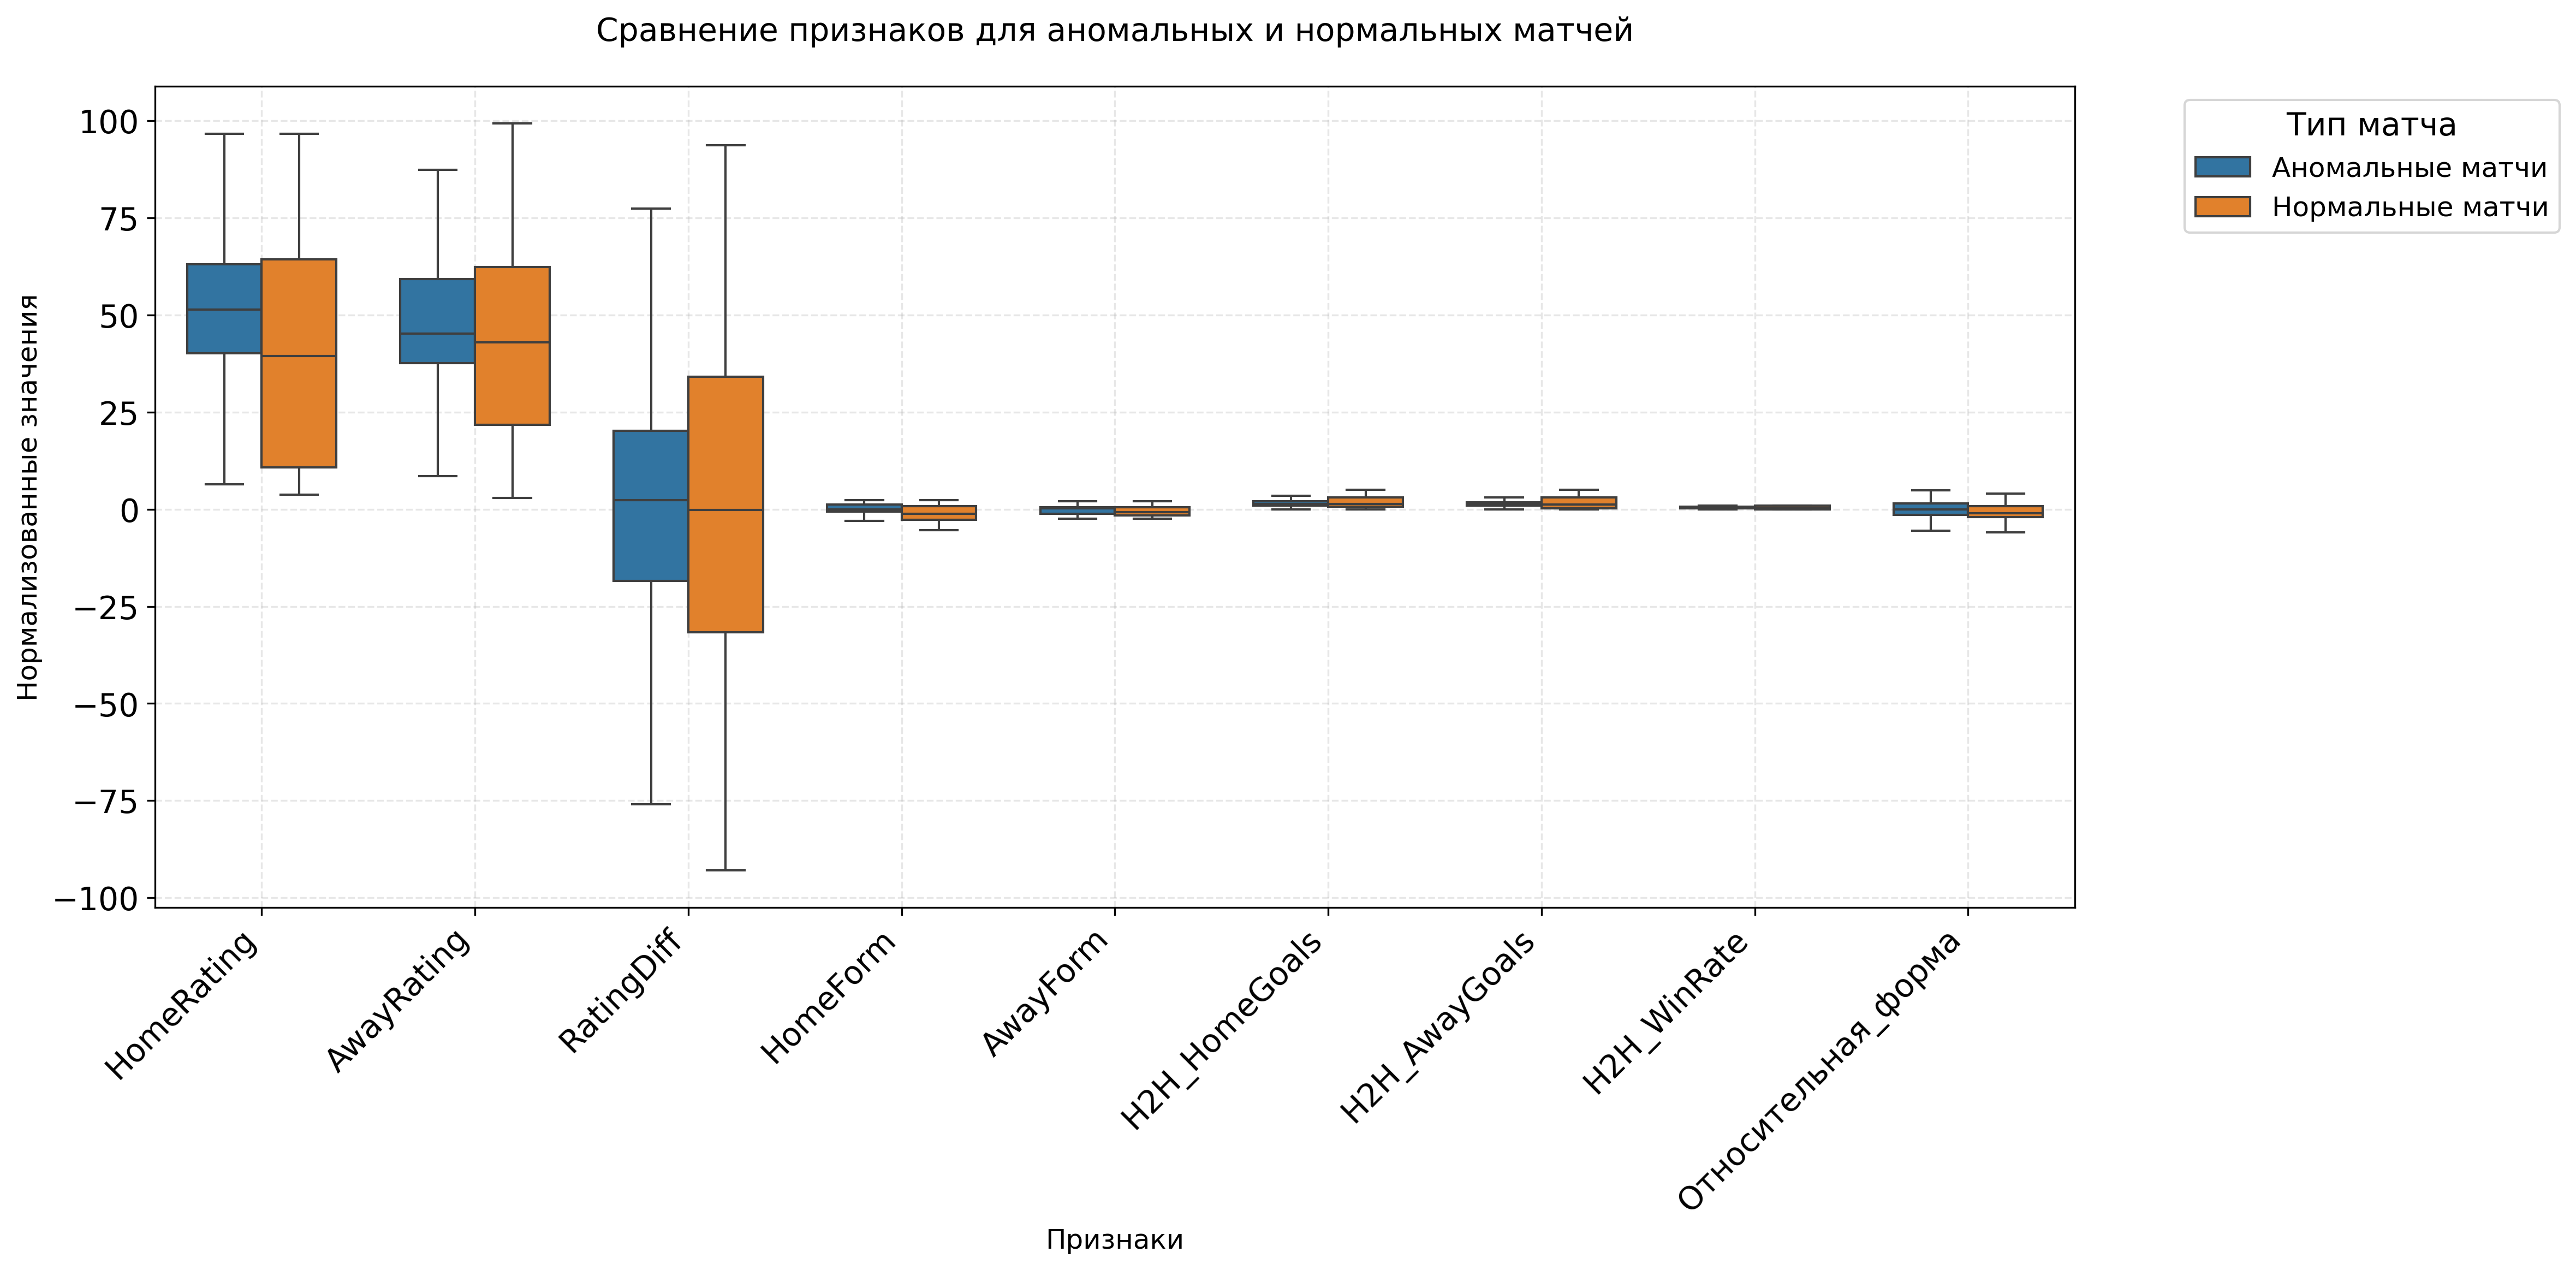 Сравнение признаков для аномальных и нормальных матчей
Тип матча
Аномальные матчи
Нормальные матчи
Нормализованные значения
100
75
50
25
0
−25
−50
−75
−100
HomeRating
AwayRating
RatingDiff
HomeForm
AwayForm
H2H_HomeGoals
H2H_AwayGoals
H2H_WinRate
Относительная_форма
Признаки